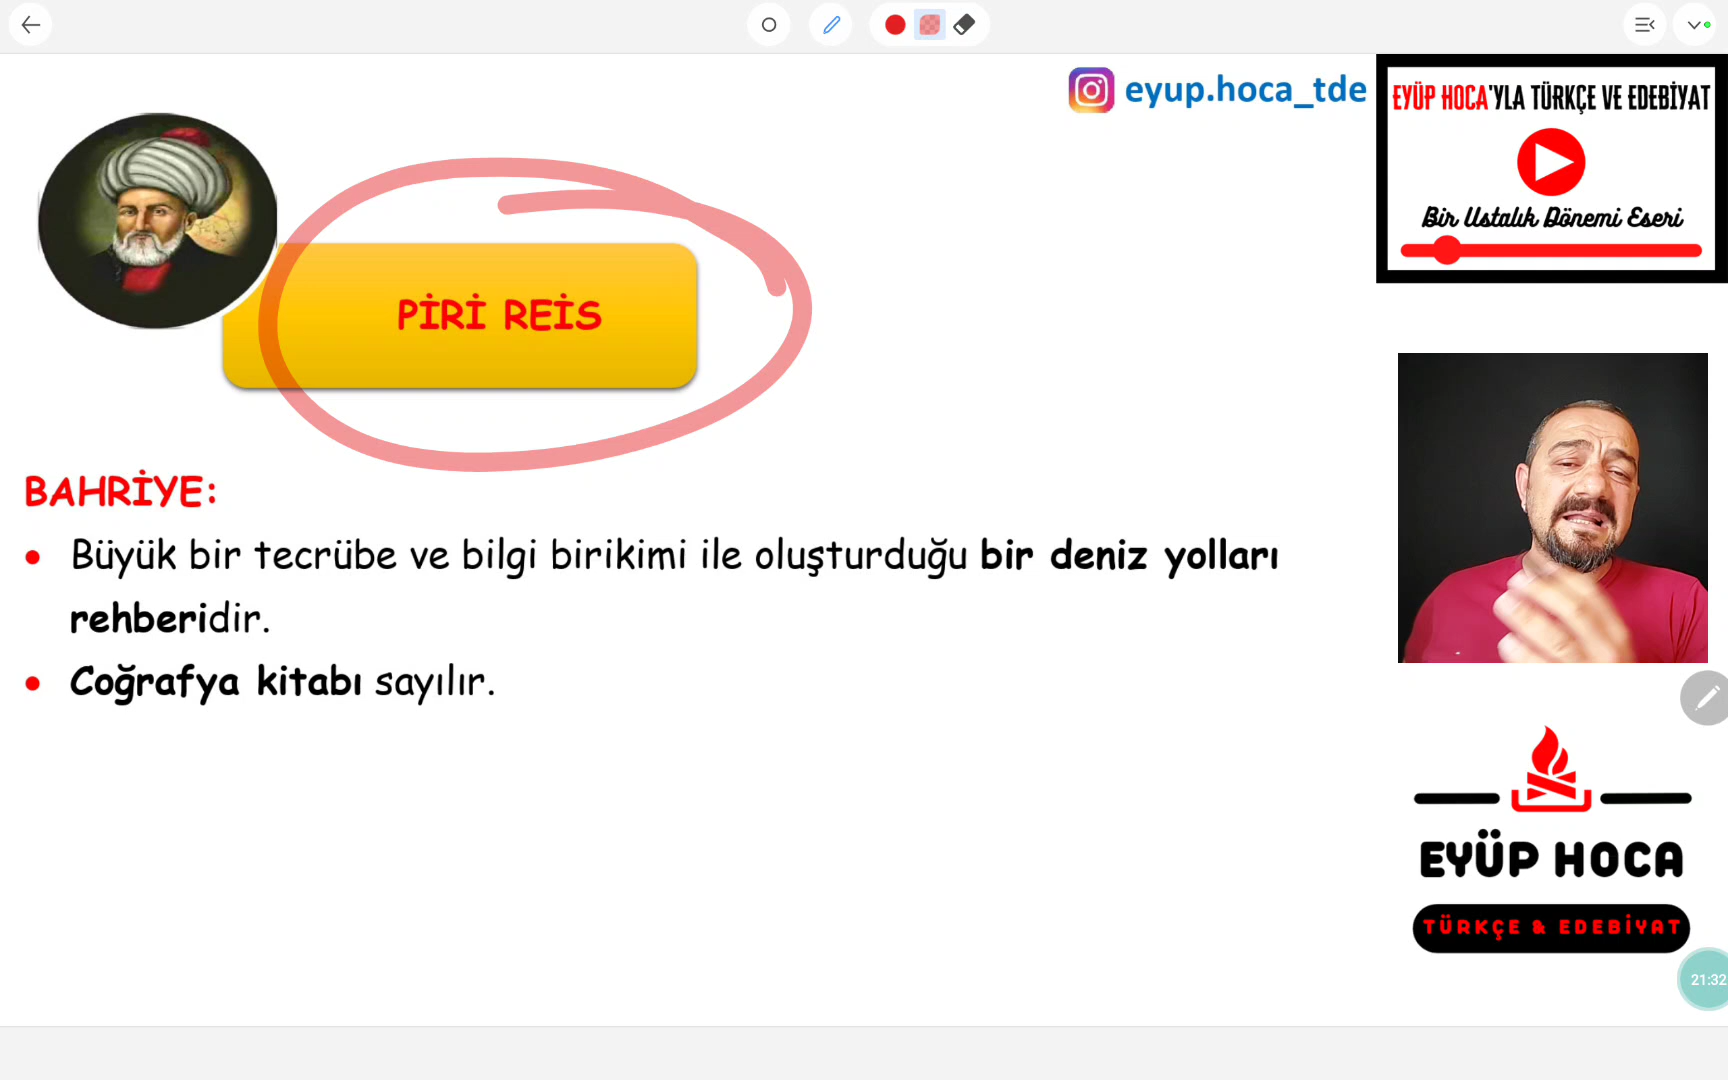 eyup.hoca_tde
EYÜP HOCA'YLA TÜRKÇE VE EDEBİYAT
Bir Ustalık Dönemi Eseri
PİRİ REİS
BAHRİYE:
• Büyük bir tecrübe ve bilgi birikimi ile oluşturduğu bir deniz yolları
rehberidir.
• Coğrafya kitabı sayılır.
EYÜP HOCA
TÜRKÇE & EDEBİYAT
21:32